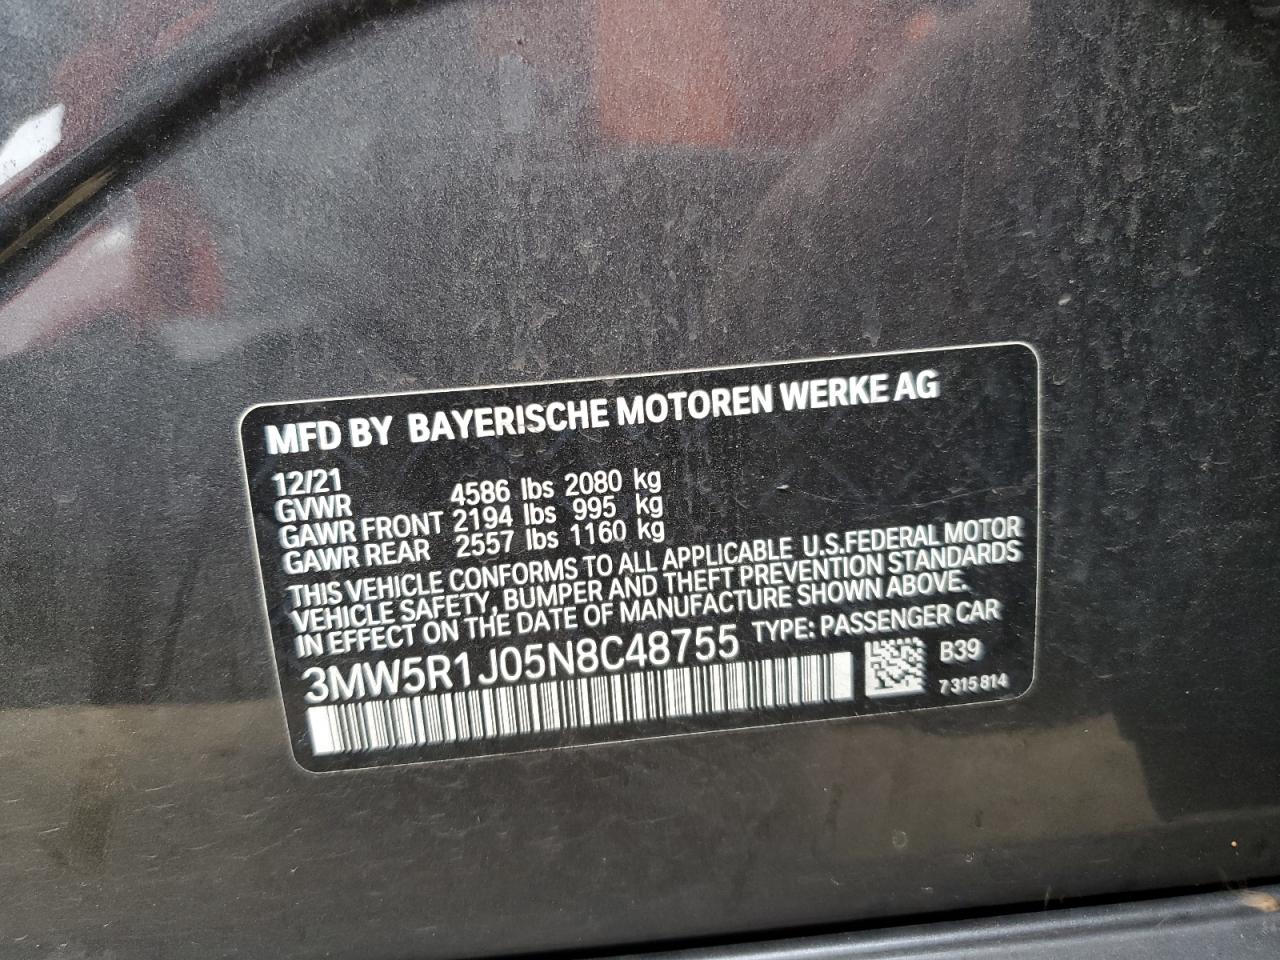 MFD BY BAYERISCHE MOTOREN WERKE AG
12/21
GVWR 4586 lbs 2080 kg
GAWR FRONT 2194 lbs 995 kg
GAWR REAR 2557 lbs 1160 kg
THIS VEHICLE CONFORMS TO ALL APPLICABLE U.S.FEDERAL MOTOR
VEHICLE SAFETY, BUMPER AND THEFT PREVENTION STANDARDS
IN EFFECT ON THE DATE OF MANUFACTURE SHOWN ABOVE.
3MW5R1J05N8C48755 TYPE: PASSENGER CAR
B39
7 315 814